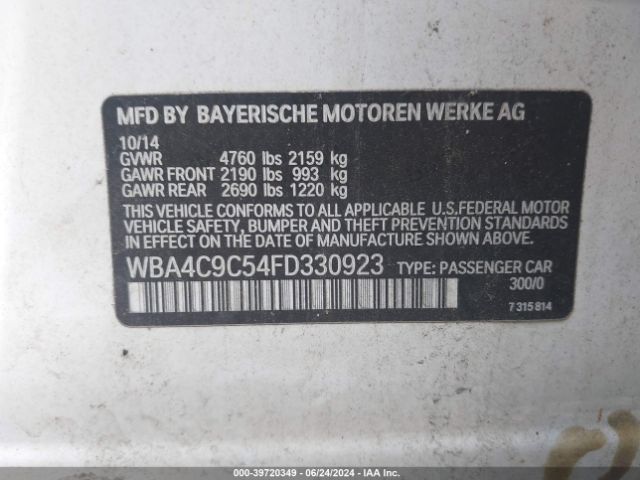 MFD BY BAYERISCHE MOTOREN WERKE AG
10/14
GVWR 4760 lbs 2159 kg
GAWR FRONT 2190 lbs 993 kg
GAWR REAR 2690 lbs 1220 kg
THIS VEHICLE CONFORMS TO ALL APPLICABLE U.S.FEDERAL MOTOR
VEHICLE SAFETY, BUMPER AND THEFT PREVENTION STANDARDS
IN EFFECT ON THE DATE OF MANUFACTURE SHOWN ABOVE.
WBA4C9C54FD330923 TYPE: PASSENGER CAR
300/0
7 315 814
000-39720349 - 06/24/2024 - IAA Inc.